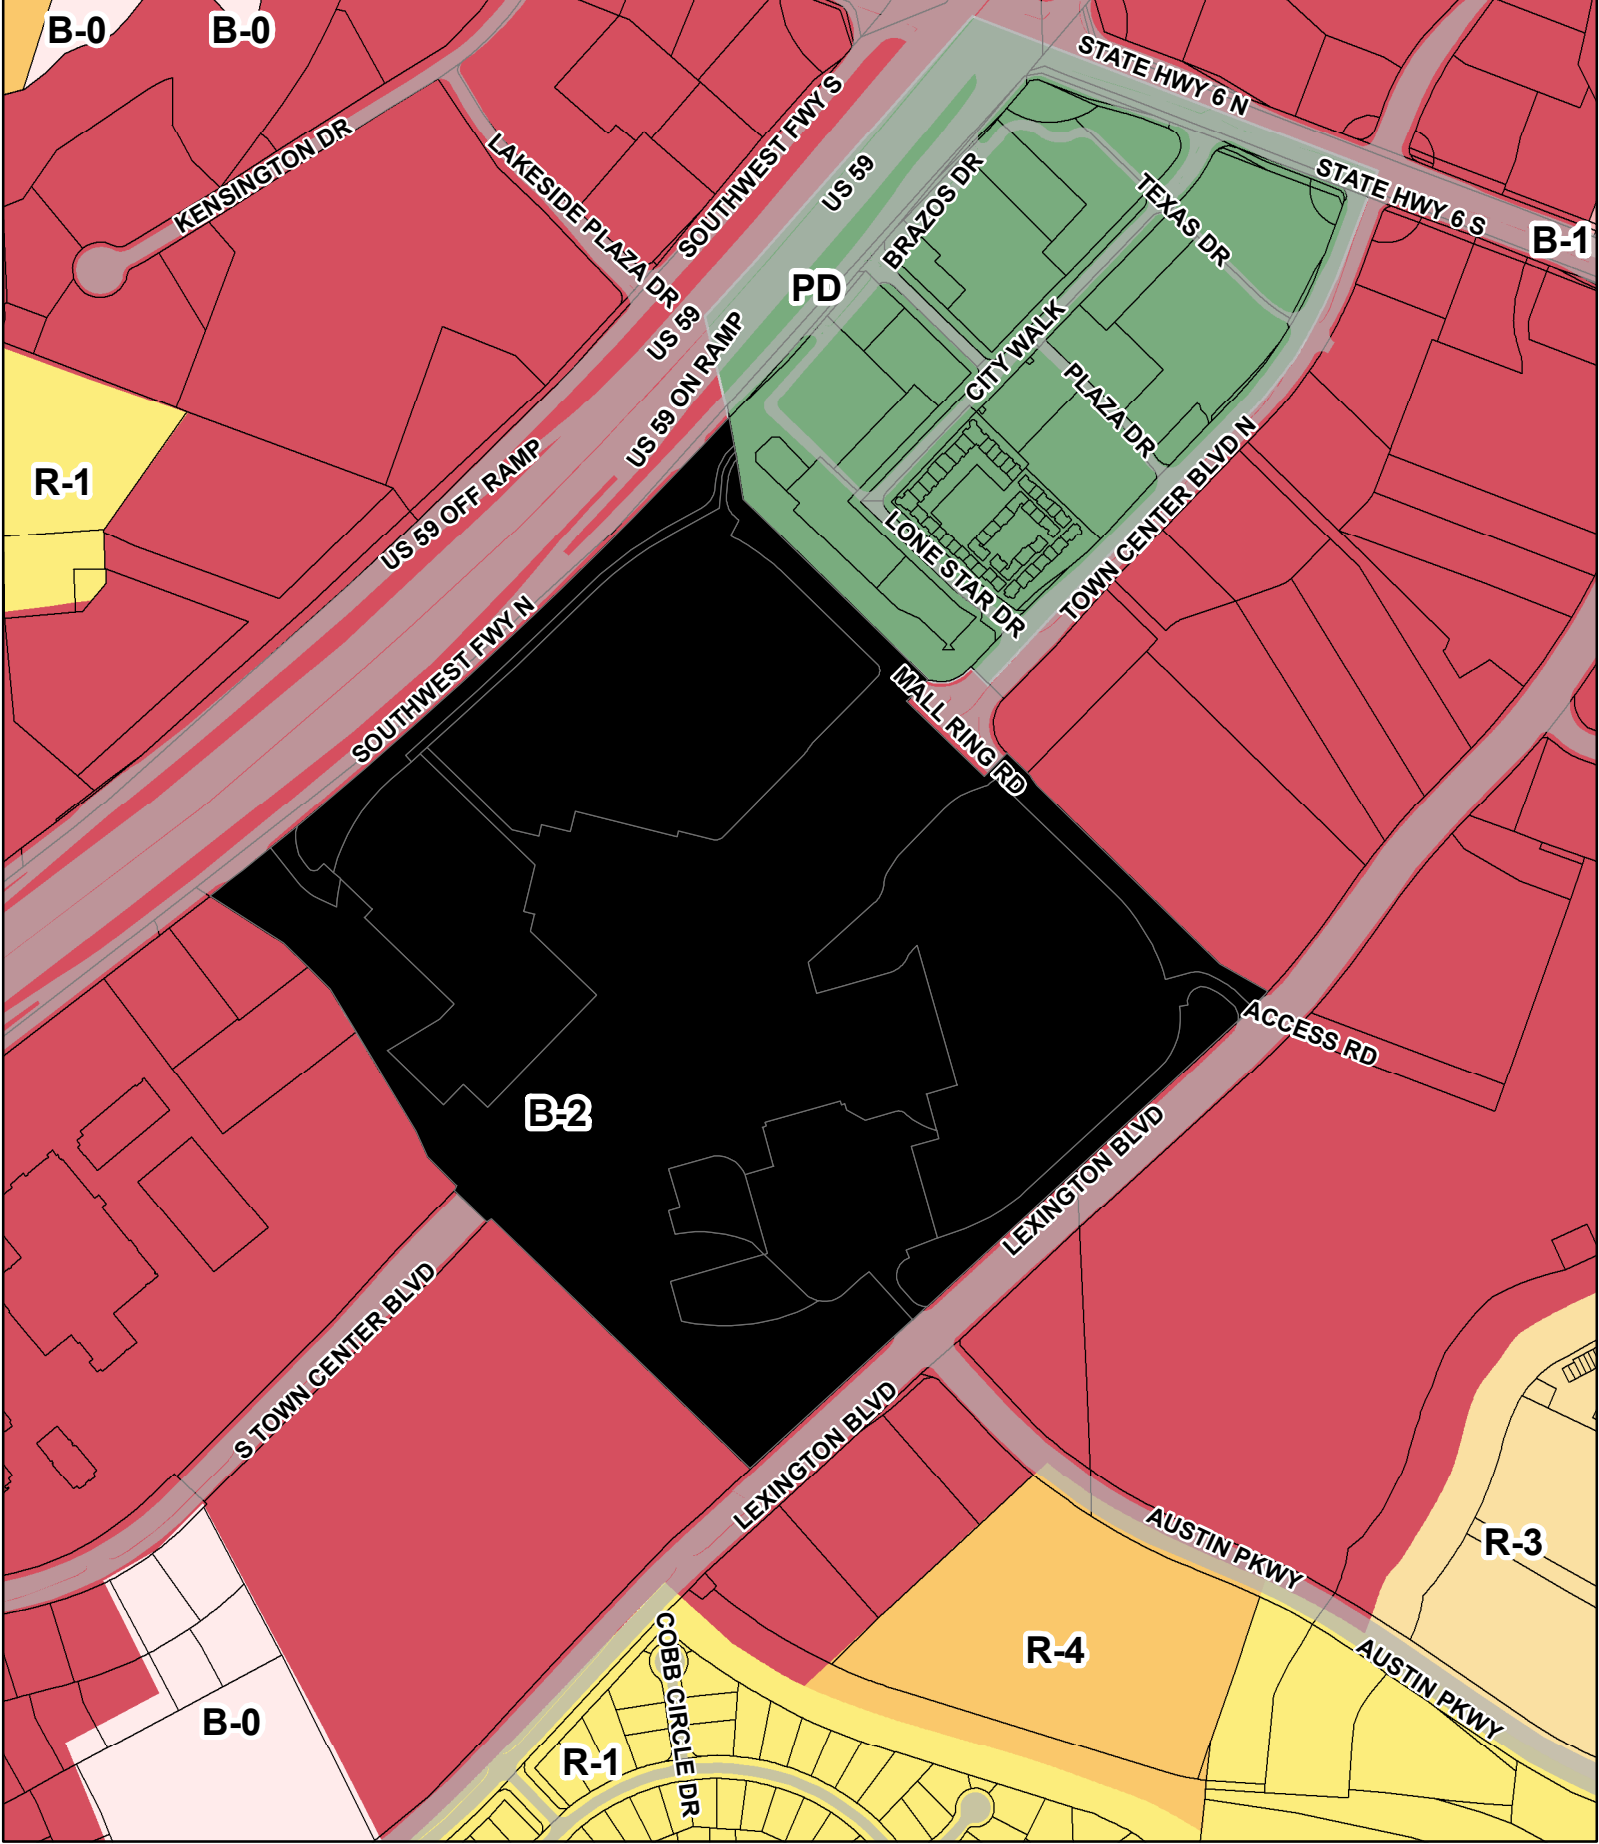 B-0
B-0
STATE HWY 6 N
SOUTHWEST FWY S
KENSINGTON DR
LAKESIDE PLAZA DR
US 59
BRAZOS DR
TEXAS DR
STATE HWY 6 S
B-1
PD
US 59
US 59 ON RAMP
CITY WALK
PLAZA DR
R-1
US 59 OFF RAMP
TOWN CENTER BLVD N
LONE STAR DR
SOUTHWEST FWY N
MALL RING RD
ACCESS RD
B-2
LEXINGTON BLVD
S TOWN CENTER BLVD
LEXINGTON BLVD
AUSTIN PKWY
R-3
R-4
COBB CIRCLE DR
AUSTIN PKWY
B-0
R-1